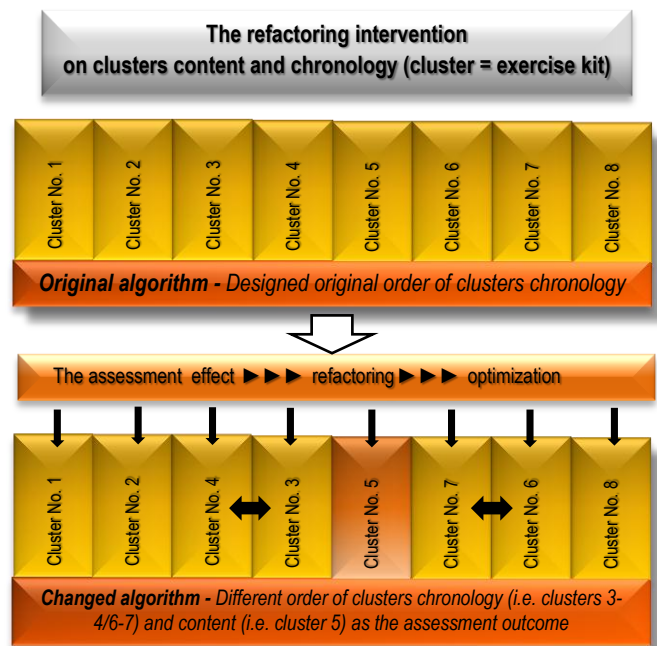 The refactoring intervention
on clusters content and chronology (cluster = exercise kit)
Cluster No. 1
Cluster No. 2
Cluster No. 3
Cluster No. 4
Cluster No. 5
Cluster No. 6
Cluster No. 7
Cluster No. 8
Original algorithm - Designed original order of clusters chronology
The assessment effect ►►► refactoring ►►► optimization
Cluster No. 1
Cluster No. 2
Cluster No. 4
Cluster No. 3
Cluster No. 5
Cluster No. 7
Cluster No. 6
Cluster No. 8
Changed algorithm - Different order of clusters chronology (i.e. clusters 3-
4/6-7) and content (i.e. cluster 5) as the assessment outcome